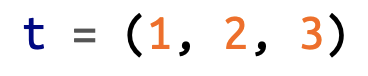 t = (1, 2, 3)